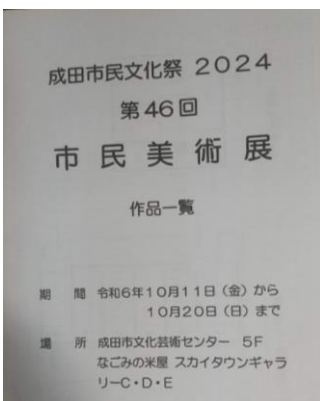 成田市民文化祭 2024
第46回
市民美術展
作品一覧
期 間 令和6年10月11日（金）から
10月20日（日）まで
場 所 成田市文化芸術センター 5F
なごみの米屋 スカイタウンギャラ
リーC・D・E